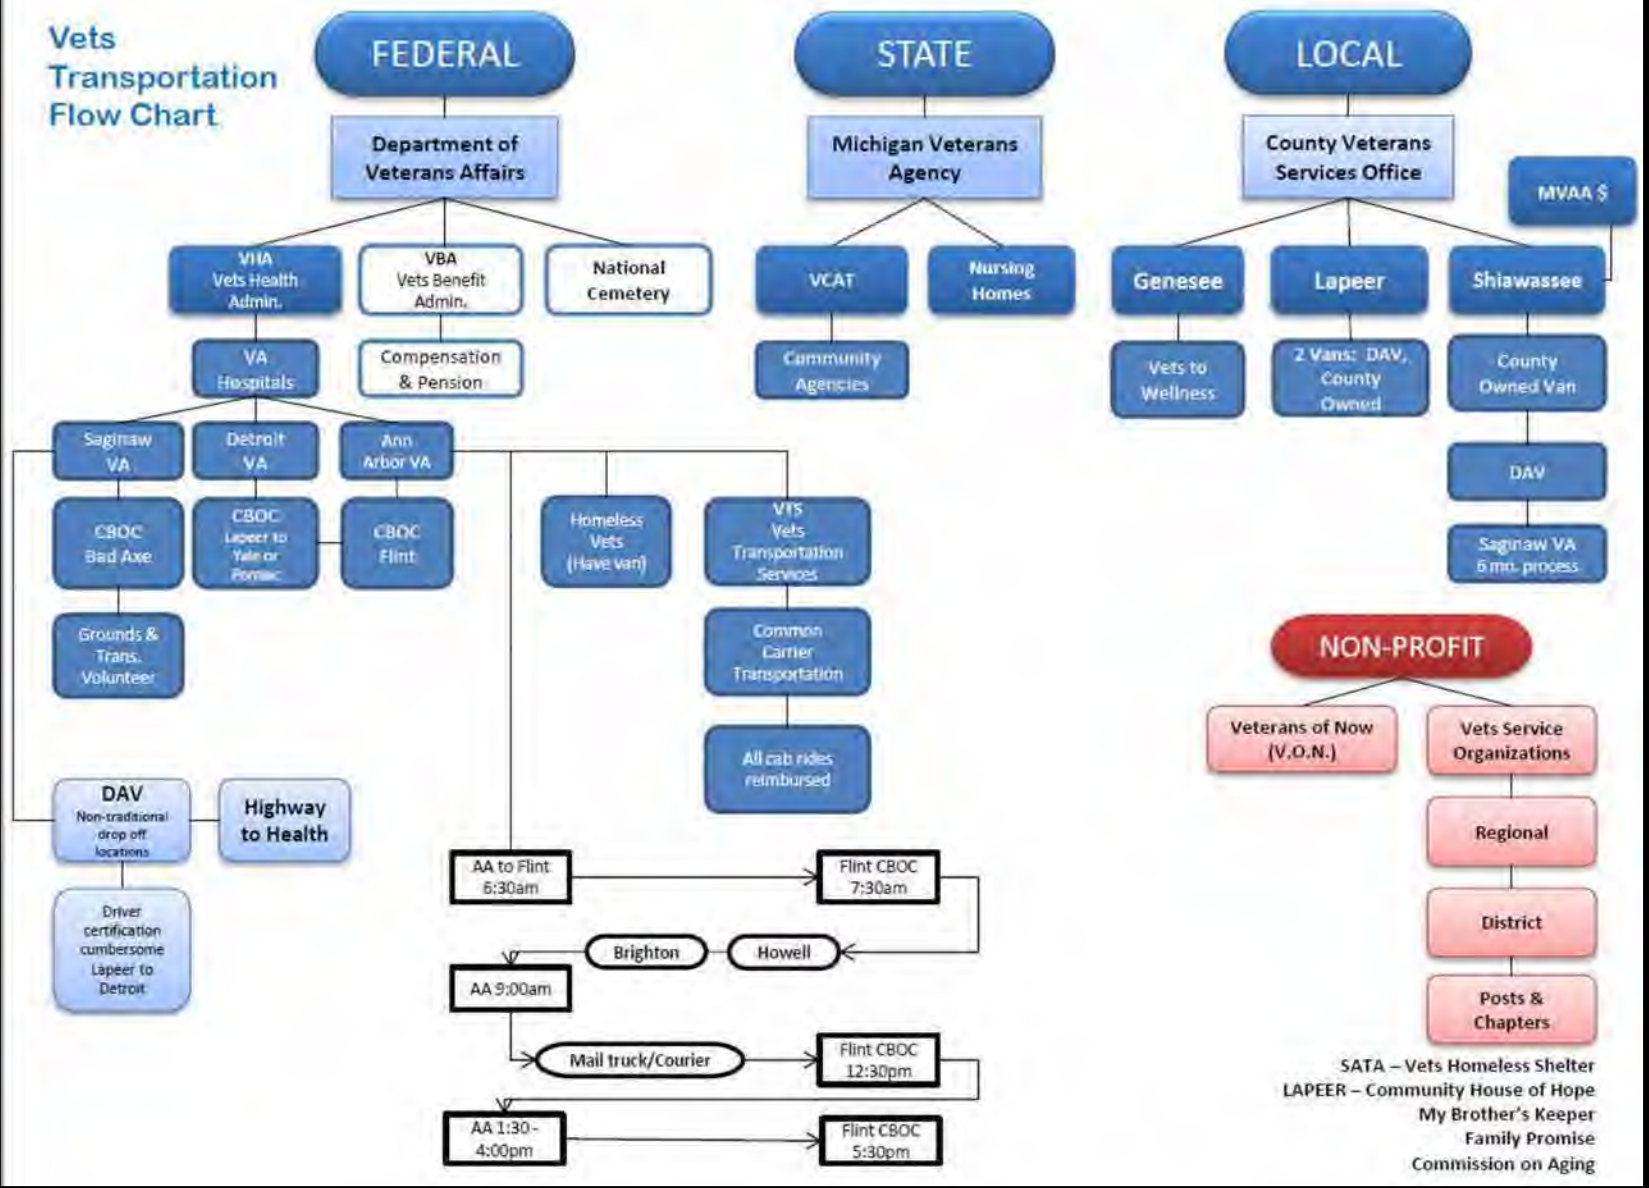 Vets
Transportation
Flow Chart
FEDERAL
STATE
LOCAL
Department of
Veterans Affairs
Michigan Veterans
Agency
County Veterans
Services Office
MVAA $
VHA
Vets Health
Admin.
VBA
Vets Benefit
Admin.
National
Cemetery
VCAT
Nursing
Homes
Genesee
Lapeer
Shiawassee
VA
Hospitals
Compensation
& Pension
Community
Agencies
Vets to
Wellness
2 Vans: DAV,
County
Owned
County
Owned Van
Saginaw
VA
Detroit
VA
Ann
Arbor VA
DAV
CBOC
Bad Axe
CBOC
Lapeer to
Yale or
Pontiac
CBOC
Flint
Homeless
Vets
(Have van)
VTS
Vets
Transportation
Services
Saginaw VA
6 mo. process
Grounds &
Trans.
Volunteer
Common
Carrier
Transportation
All cab rides
reimbursed
NON-PROFIT
Veterans of Now
(V.O.N.)
Vets Service
Organizations
Regional
District
Posts &
Chapters
DAV
Non-traditional
drop off
locations
Highway
to Health
Driver
certification
cumbersome
Lapeer to
Detroit
AA to Flint
6:30am
Flint CBOC
7:30am
Brighton
Howell
AA 9:00am
Mail truck/Courier
Flint CBOC
12:30pm
AA 1:30-
4:00pm
Flint CBOC
5:30pm
SATA – Vets Homeless Shelter
LAPEER – Community House of Hope
My Brother's Keeper
Family Promise
Commission on Aging